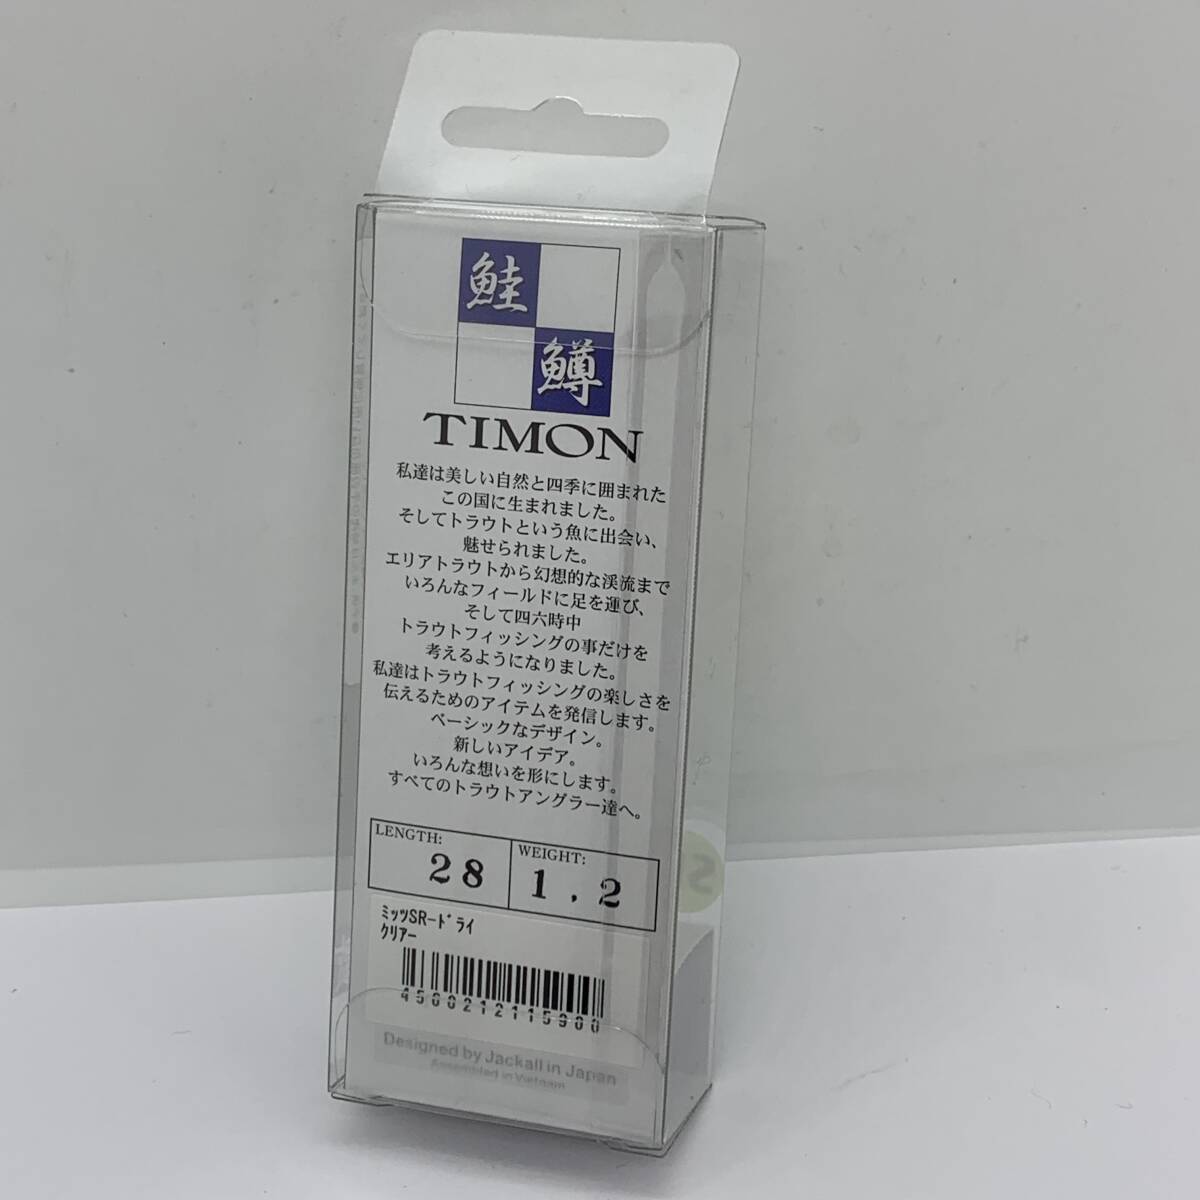 鮭
鱒
TIMON
私達は美しい自然と四季に囲まれた
この国に生まれました。
そしてトラウトという魚に出会い、
魅せられました。
エリアトラウトから幻想的な渓流まで
いろんなフィールドに足を運び、
そして四六時中
トラウトフィッシングの事だけを
考えるようになりました。
私達はトラウトフィッシングの楽しさを
伝えるためのアイテムを発信します。
ベーシックなデザイン。
新しいアイデア。
いろんな想いを形にします。
すべてのトラウトアングラー達へ。
LENGTH: 28
WEIGHT: 1.2
ミッツSR-ドライ
クリアー
4560212115900
Designed by Jackall in Japan
Assembled in Vietnam
S